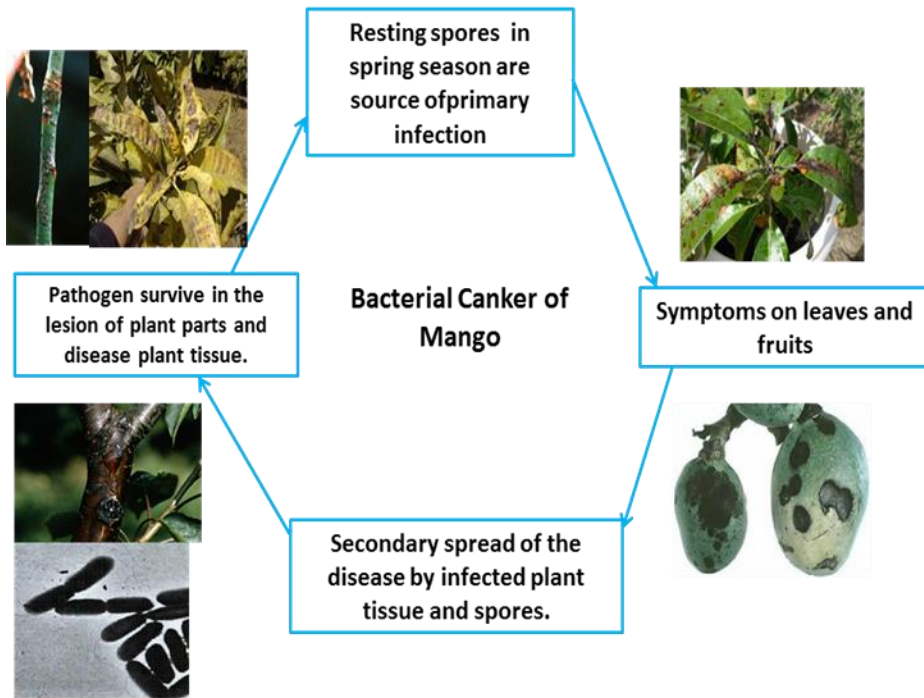 Resting spores in
spring season are
source ofprimary
infection
Pathogen survive in the
lesion of plant parts and
disease plant tissue.
Bacterial Canker of
Mango
Symptoms on leaves and
fruits
Secondary spread of the
disease by infected plant
tissue and spores.